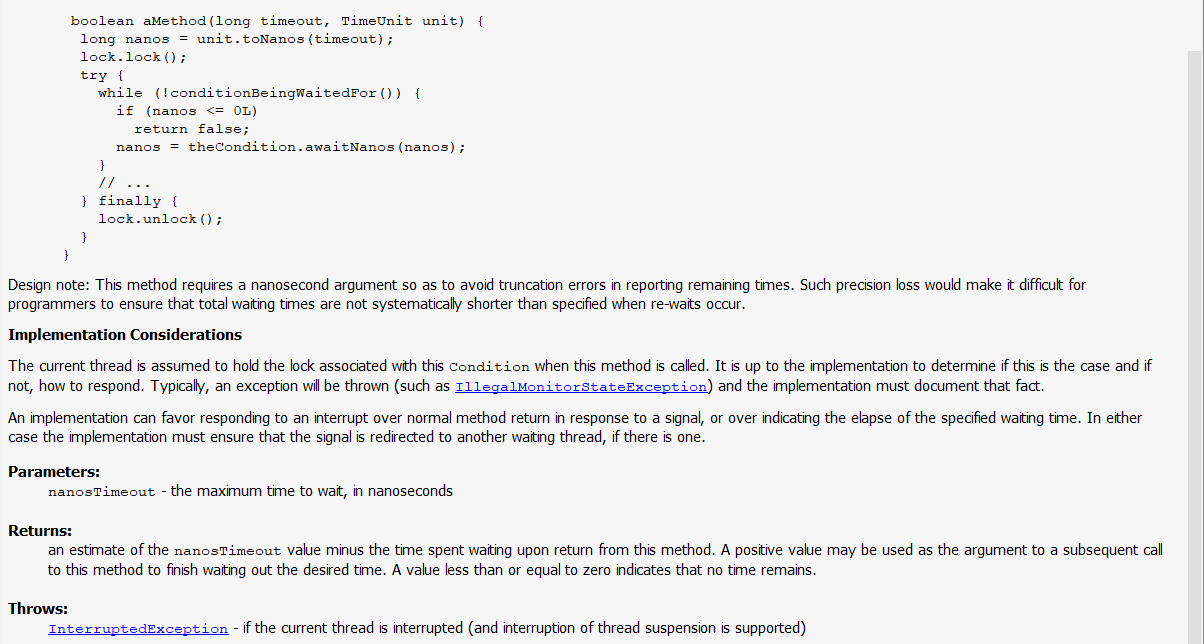 boolean aMethod(long timeout, TimeUnit unit) {
long nanos = unit.toNanos(timeout);
lock.lock();
try {
while (!conditionBeingWaitedFor()) {
if (nanos <= 0L)
return false;
nanos = theCondition.awaitNanos(nanos);
}
// ...
} finally {
lock.unlock();
}
}
Design note: This method requires a nanosecond argument so as to avoid truncation errors in reporting remaining times. Such precision loss would make it difficult for
programmers to ensure that total waiting times are not systematically shorter than specified when re-waits occur.
Implementation Considerations
The current thread is assumed to hold the lock associated with this Condition when this method is called. It is up to the implementation to determine if this is the case and if
not, how to respond. Typically, an exception will be thrown (such as IllegalMonitorStateException) and the implementation must document that fact.
An implementation can favor responding to an interrupt over normal method return in response to a signal, or over indicating the elapse of the specified waiting time. In either
case the implementation must ensure that the signal is redirected to another waiting thread, if there is one.
Parameters:
nanosTimeout - the maximum time to wait, in nanoseconds
Returns:
an estimate of the nanosTimeout value minus the time spent waiting upon return from this method. A positive value may be used as the argument to a subsequent call
to this method to finish waiting out the desired time. A value less than or equal to zero indicates that no time remains.
Throws:
InterruptedException - if the current thread is interrupted (and interruption of thread suspension is supported)